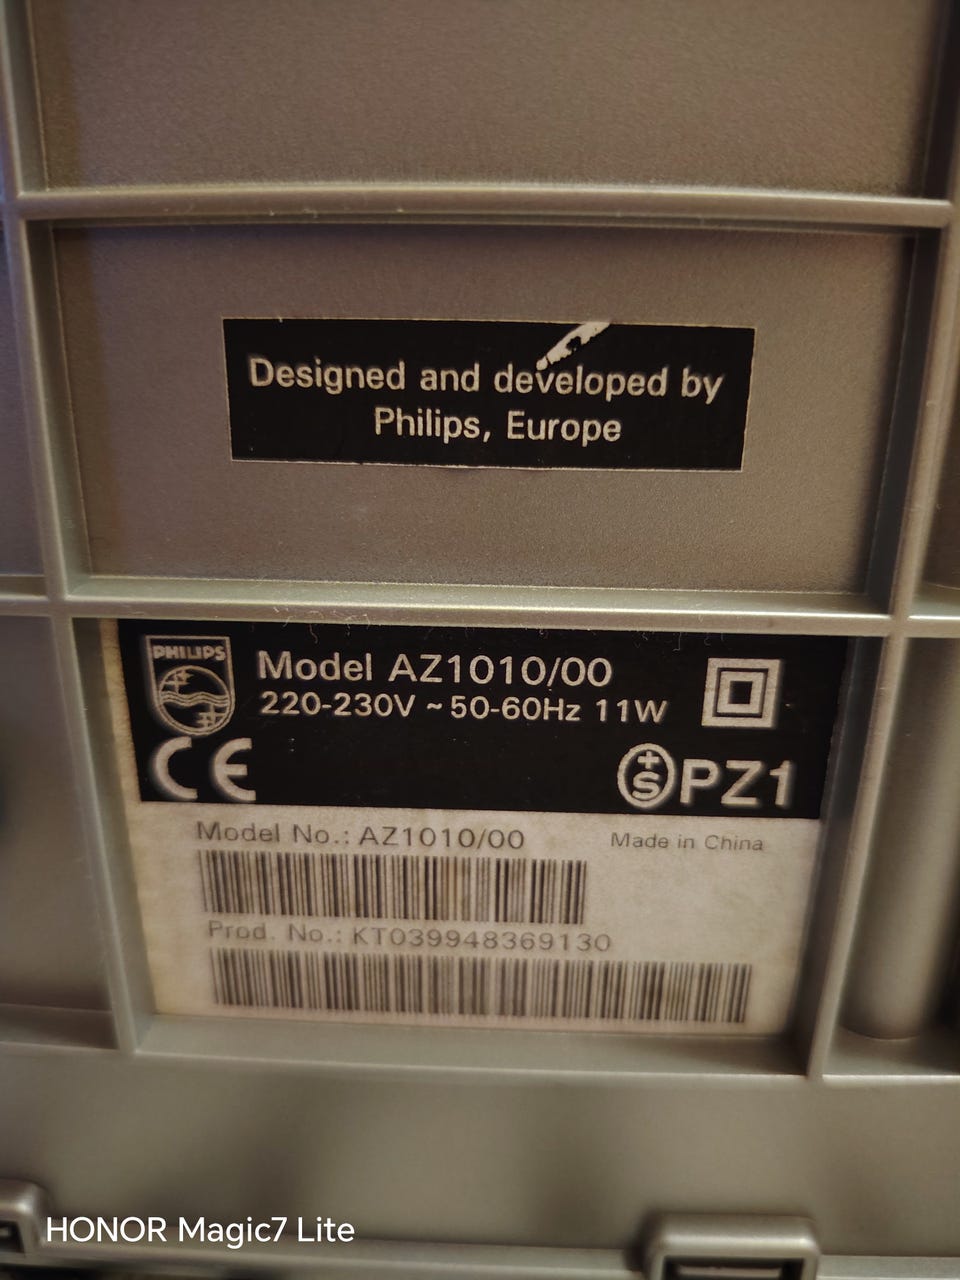 Designed and developed by
Philips, Europe
PHILIPS
Model AZ1010/00
220-230V ~ 50-60Hz 11W
CE
+S PZ1
Model No.: AZ1010/00
Made in China
Prod. No.: KT039948369130
HONOR Magic7 Lite